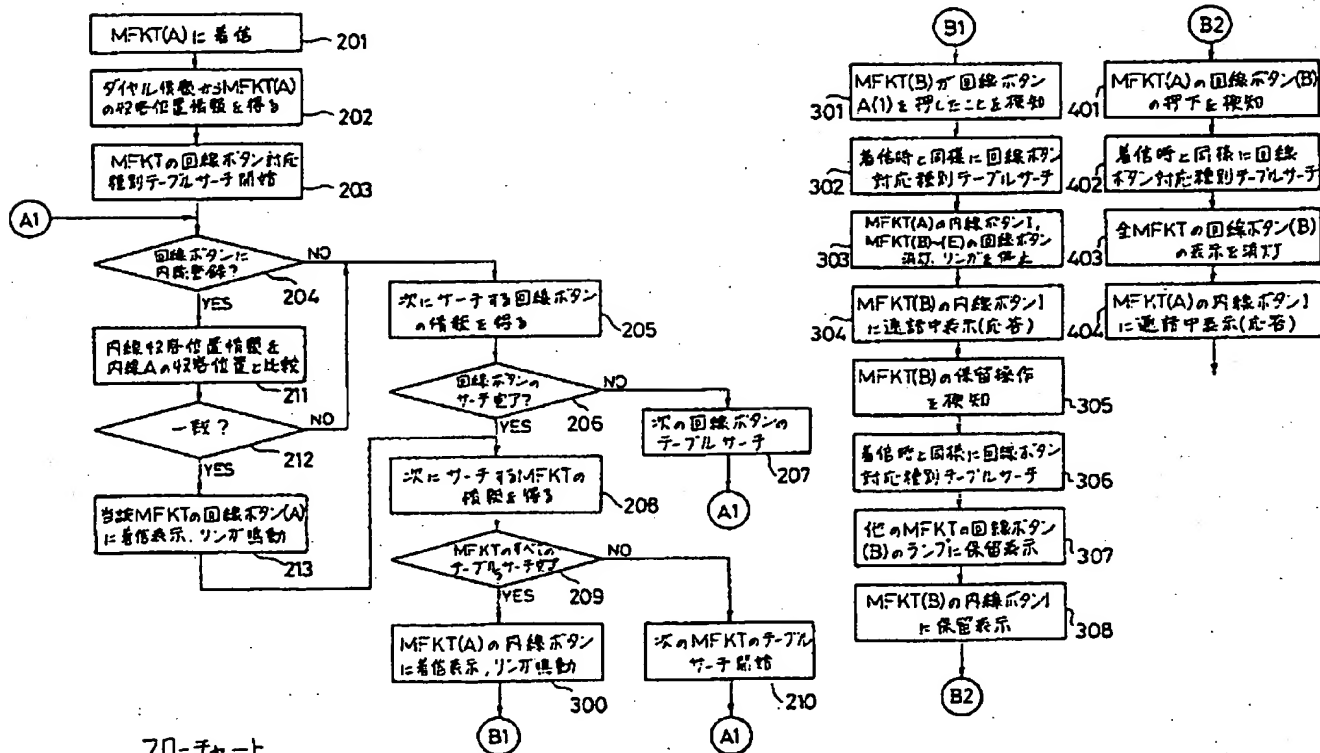 MFKT(A)に着信
201
ダイヤル情報からMFKT(A)
の収容位置情報を得る
202
MFKTの回線ボタン対応
種別テーブルサーチ開始
203
A1
回線ボタンに
内線登録?
NO
204
YES
内線収容位置情報を
内線Aの収容位置と比較
211
一致?
NO
212
YES
当該MFKTの回線ボタン(A)
に着信表示,リンガ鳴動
213
次にサーチする回線ボタン
の情報を得る
205
回線ボタンの
サーチ完了?
NO
206
YES
次の回線ボタンの
テーブルサーチ
207
A1
次にサーチするMFKTの
情報を得る
208
MFKTのすべての
テーブルサーチ完了
NO
209
YES
MFKT(A)の内線ボタン
に着信表示,リンガ鳴動
300
B1
次のMFKTのテーブル
サーチ開始
210
A1
B1
MFKT(B)が回線ボタン
A(1)を押したことを検知
301
着信時と同様に回線ボタン
対応種別テーブルサーチ
302
MFKT(A)の内線ボタンI,
MFKT(B)~(E)の回線ボタン
消灯,リンガを停止
303
MFKT(B)の内線ボタンI
に通話中表示(応答)
304
MFKT(B)の保留操作
を検知
305
着信時と同様に回線ボタン
対応種別テーブルサーチ
306
他のMFKTの回線ボタン
(B)のランプに保留表示
307
MFKT(B)の内線ボタンI
に保留表示
308
B2
B2
MFKT(A)の回線ボタン(B)
の押下を検知
401
着信時と同様に回線
ボタン対応種別テーブルサーチ
402
全MFKTの回線ボタン(B)
の表示を消灯
403
MFKT(A)の内線ボタンI
に通話中表示(応答)
404
フローチャート